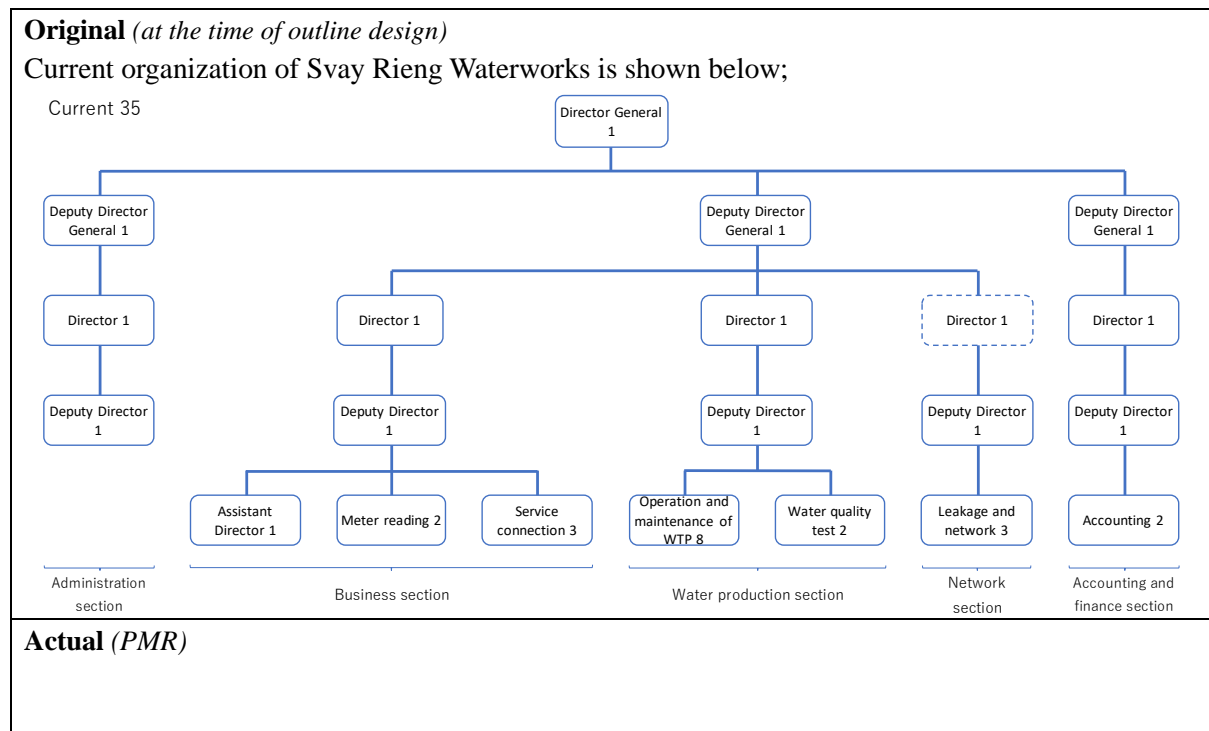 Original (at the time of outline design)
Current organization of Svay Rieng Waterworks is shown below;
Current 35
Director General
1
Deputy Director
General 1
Deputy Director
General 1
Deputy Director
General 1
Director 1
Director 1
Director 1
Director 1
Director 1
Deputy Director
1
Deputy Director
1
Deputy Director
1
Deputy Director
1
Deputy Director
1
Assistant
Director 1
Meter reading 2
Service
connection 3
Operation and
maintenance of
WTP 8
Water quality
test 2
Leakage and
network 3
Accounting 2
Administration
section
Business section
Water production section
Network
section
Accounting and
finance section
Actual (PMR)